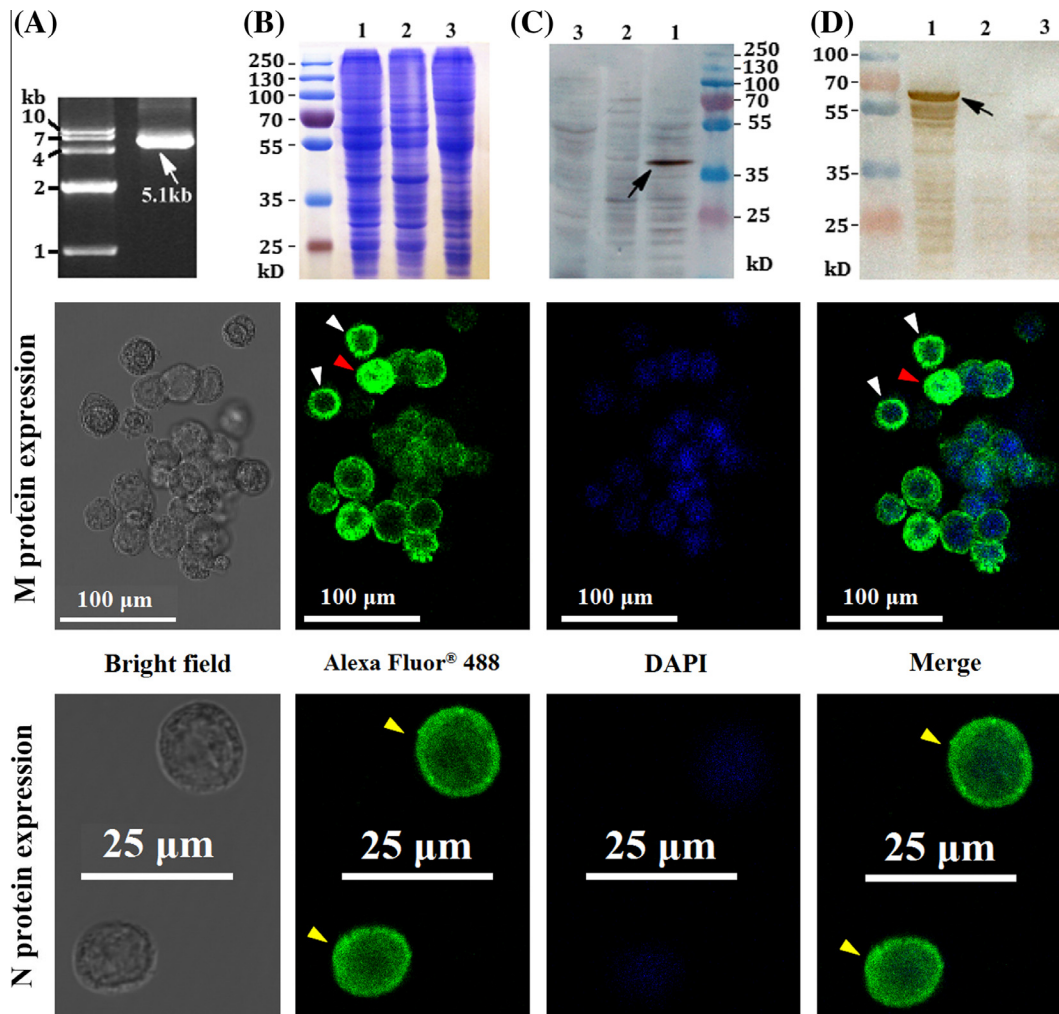 (A)
kb
10
7
4
2
1
5.1kb
(B)
1 2 3
250
130
100
70
55
35
25
kD
(C)
3 2 1
250
130
100
70
55
35
25
kD
(D)
1 2 3
100
70
55
35
25
kD
M protein expression
100 μm
100 μm
100 μm
100 μm
Bright field
Alexa Fluor® 488
DAPI
Merge
N protein expression
25 μm
25 μm
25 μm
25 μm